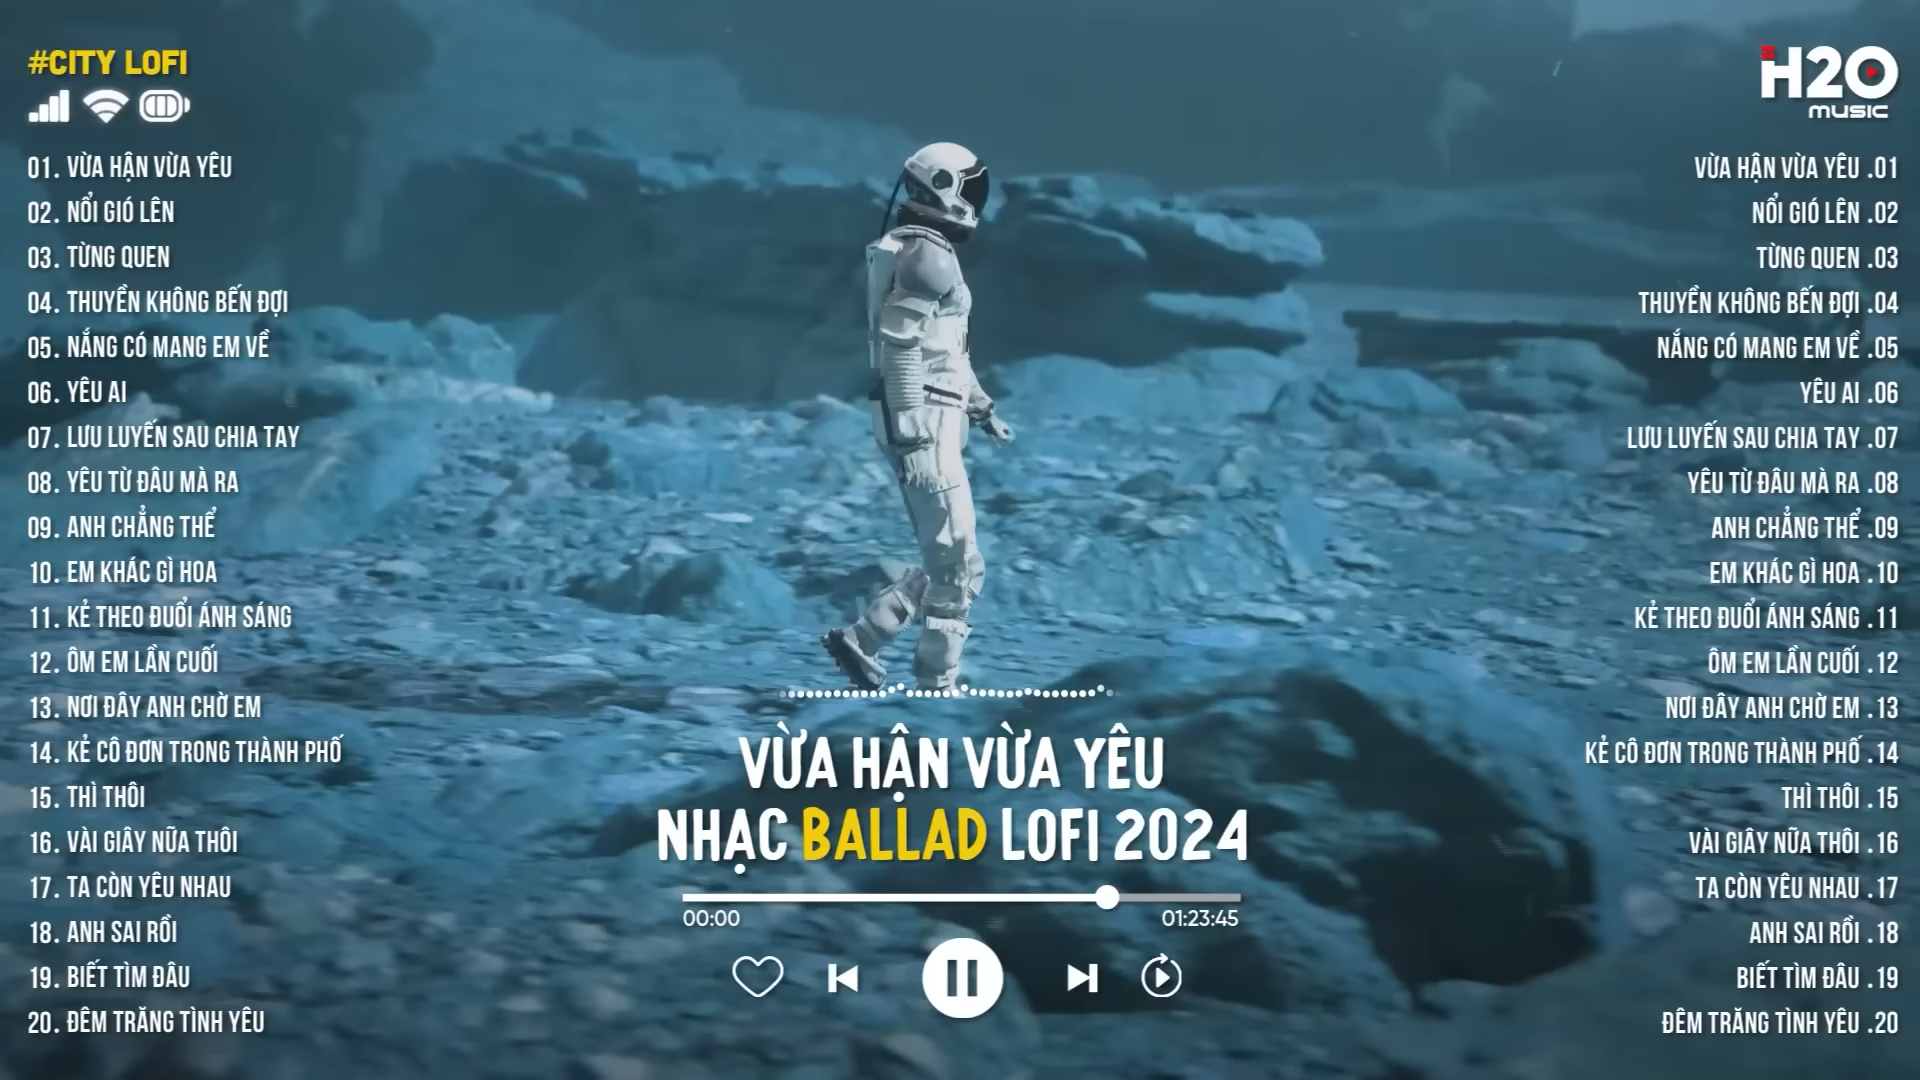 #CITY LOFI
01. VỪA HẬN VỪA YÊU
02. NỔI GIÓ LÊN
03. TỪNG QUEN
04. THUYỀN KHÔNG BẾN ĐỢI
05. NẮNG CÓ MANG EM VỀ
06. YÊU AI
07. LƯU LUYẾN SAU CHIA TAY
08. YÊU TỪ ĐÂU MÀ RA
09. ANH CHẲNG THỂ
10. EM KHÁC GÌ HOA
11. KẺ THEO ĐUỔI ÁNH SÁNG
12. ÔM EM LẦN CUỐI
13. NƠI ĐÂY ANH CHỜ EM
14. KẺ CÔ ĐƠN TRONG THÀNH PHỐ
15. THÌ THÔI
16. VÀI GIÂY NỮA THÔI
17. TA CÒN YÊU NHAU
18. ANH SAI RỒI
19. BIẾT TÌM ĐÂU
20. ĐÊM TRĂNG TÌNH YÊU
VỪA HẬN VỪA YÊU
NHẠC BALLAD LOFI 2024
00:00
01:23:45
H2O
MUSIC
VỪA HẬN VỪA YÊU .01
NỔI GIÓ LÊN .02
TỪNG QUEN .03
THUYỀN KHÔNG BẾN ĐỢI .04
NẮNG CÓ MANG EM VỀ .05
YÊU AI .06
LƯU LUYẾN SAU CHIA TAY .07
YÊU TỪ ĐÂU MÀ RA .08
ANH CHẲNG THỂ .09
EM KHÁC GÌ HOA .10
KẺ THEO ĐUỔI ÁNH SÁNG .11
ÔM EM LẦN CUỐI .12
NƠI ĐÂY ANH CHỜ EM .13
KẺ CÔ ĐƠN TRONG THÀNH PHỐ .14
THÌ THÔI .15
VÀI GIÂY NỮA THÔI .16
TA CÒN YÊU NHAU .17
ANH SAI RỒI .18
BIẾT TÌM ĐÂU .19
ĐÊM TRĂNG TÌNH YÊU .20